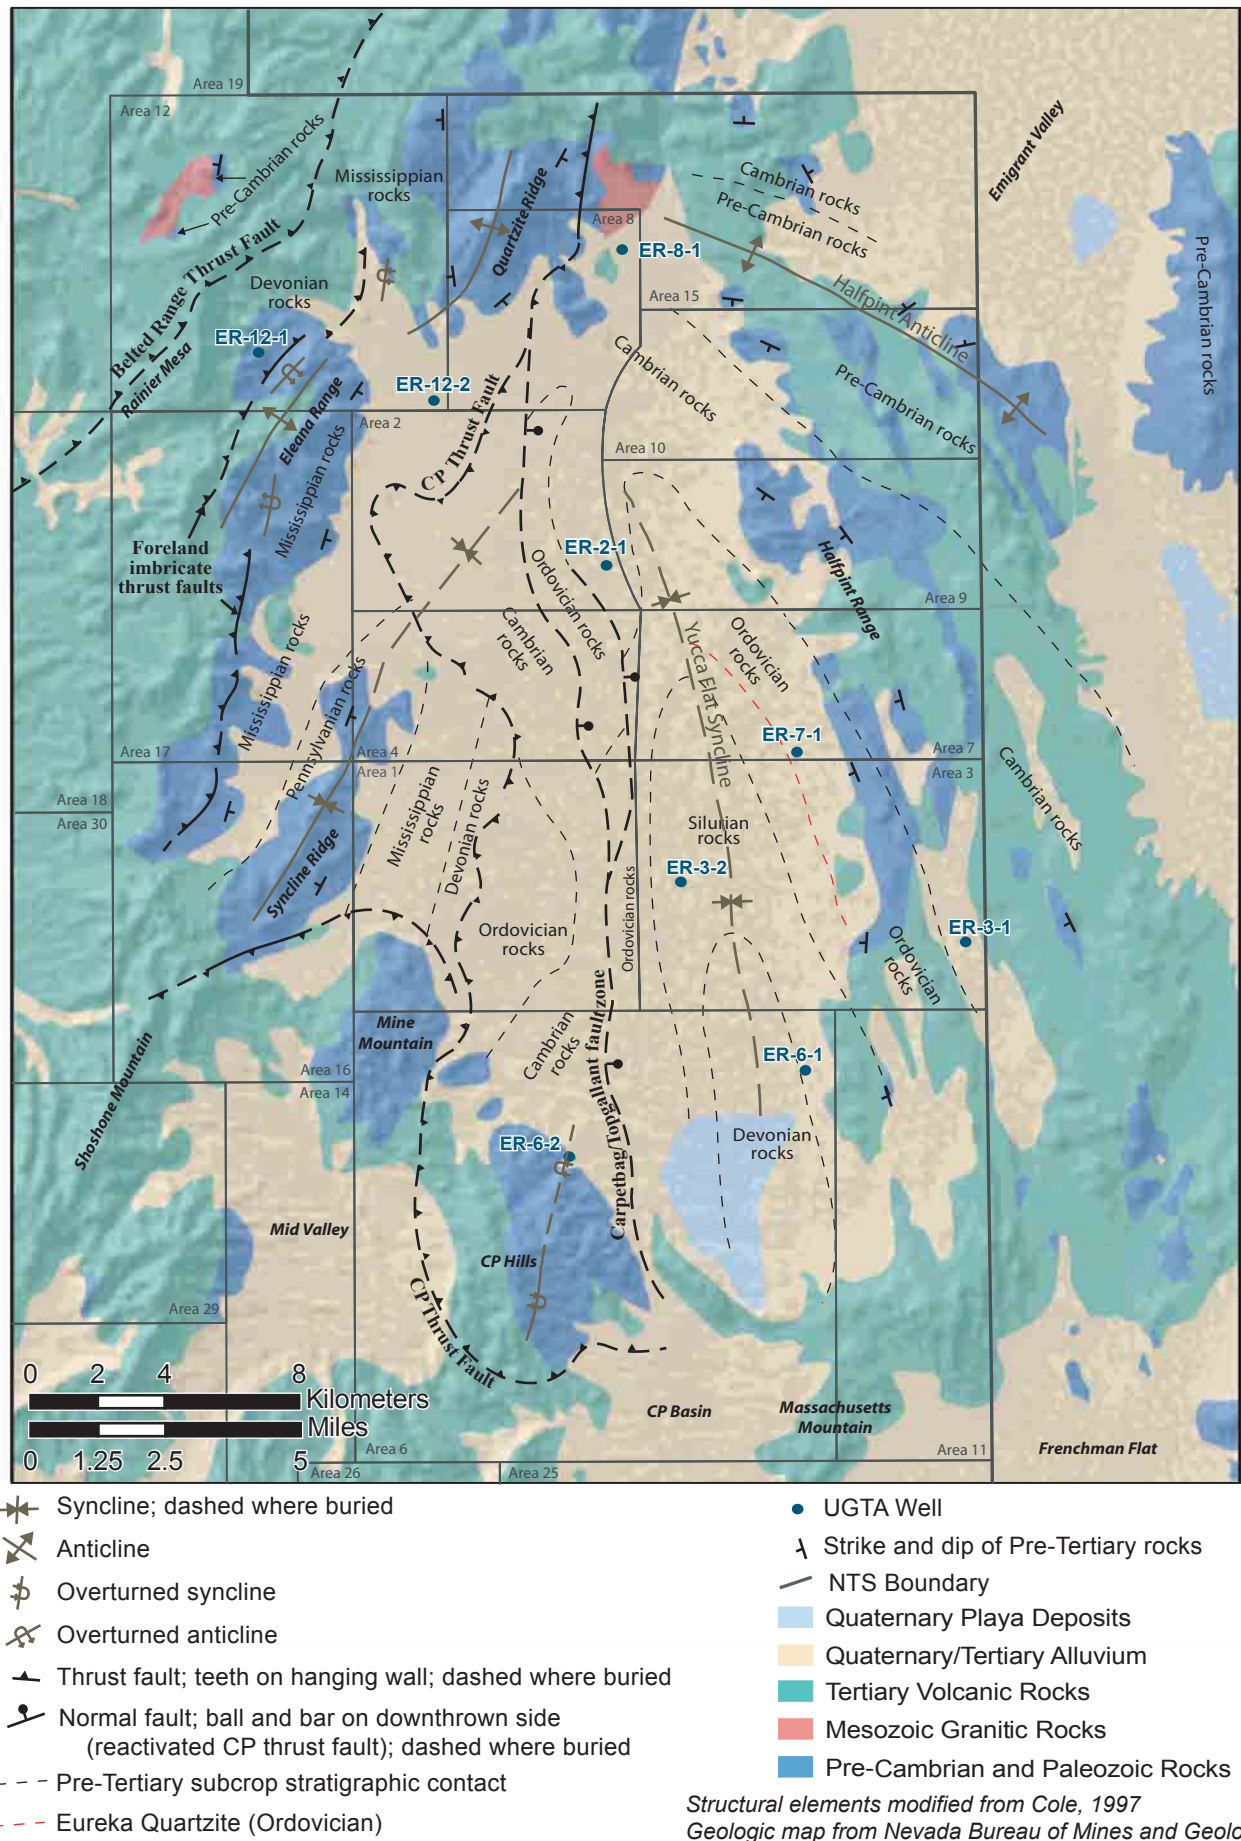 Area 19
Area 12
Pre-Cambrian rocks
Mississippian
rocks
Quartzite Ridge
Area 8
ER-8-1
Cambrian rocks
Pre-Cambrian rocks
Emigrant Valley
Pre-Cambrian rocks
Belted Range Thrust Fault
Rainier Mesa
Devonian
rocks
ER-12-1
Area 15
Halfpint Anticline
Cambrian rocks
Pre-Cambrian rocks
ER-12-2
Eleana Range
Area 2
CP Thrust Fault
Area 10
Mississippian rocks
Foreland
imbricate
thrust faults
ER-2-1
Ordovician rocks
Halfpint Range
Area 9
Cambrian
rocks
Yucca Flat Syncline
Ordovician
rocks
Mississippian rocks
Pennsylvanian rocks
ER-7-1
Area 17
Area 4
Area 7
Area 1
Area 3
Cambrian rocks
Area 18
Area 30
Mississippian
rocks
Devonian rocks
Silurian
rocks
ER-3-2
Syncline Ridge
Ordovician
rocks
Ordovician rocks
Ordovician
rocks
ER-3-1
Mine
Mountain
Cambrian
rocks
Carpetbag/Topgallant fault zone
ER-6-1
Shoshone Mountain
Area 16
Area 14
ER-6-2
Devonian
rocks
Mid Valley
CP Hills
Area 29
CP Thrust Fault
0 2 4 8
Kilometers
Miles
0 1.25 2.5 5
CP Basin
Massachusetts
Mountain
Frenchman Flat
Area 6
Area 11
Area 26
Area 25
Syncline; dashed where buried
Anticline
Overturned syncline
Overturned anticline
Thrust fault; teeth on hanging wall; dashed where buried
Normal fault; ball and bar on downthrown side
(reactivated CP thrust fault); dashed where buried
Pre-Tertiary subcrop stratigraphic contact
Eureka Quartzite (Ordovician)
UGTA Well
Strike and dip of Pre-Tertiary rocks
NTS Boundary
Quaternary Playa Deposits
Quaternary/Tertiary Alluvium
Tertiary Volcanic Rocks
Mesozoic Granitic Rocks
Pre-Cambrian and Paleozoic Rocks
Structural elements modified from Cole, 1997
Geologic map from Nevada Bureau of Mines and Geolo